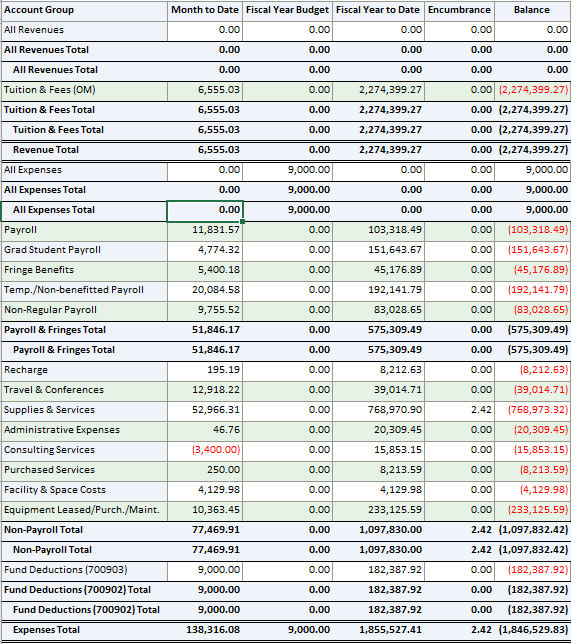 Account Group Month to Date Fiscal Year Budget Fiscal Year to Date Encumbrance Balance
All Revenues 0.00 0.00 0.00 0.00 0.00
All Revenues Total 0.00 0.00 0.00 0.00 0.00
All Revenues Total 0.00 0.00 0.00 0.00 0.00
Tuition & Fees (OM) 6,555.03 0.00 2,274,399.27 0.00 (2,274,399.27)
Tuition & Fees Total 6,555.03 0.00 2,274,399.27 0.00 (2,274,399.27)
Tuition & Fees Total 6,555.03 0.00 2,274,399.27 0.00 (2,274,399.27)
Revenue Total 6,555.03 0.00 2,274,399.27 0.00 (2,274,399.27)
All Expenses 0.00 9,000.00 0.00 0.00 9,000.00
All Expenses Total 0.00 9,000.00 0.00 0.00 9,000.00
All Expenses Total 0.00 9,000.00 0.00 0.00 9,000.00
Payroll 11,831.57 0.00 103,318.49 0.00 (103,318.49)
Grad Student Payroll 4,774.32 0.00 151,643.67 0.00 (151,643.67)
Fringe Benefits 5,400.18 0.00 45,176.89 0.00 (45,176.89)
Temp./Non-benefitted Payroll 20,084.58 0.00 192,141.79 0.00 (192,141.79)
Non-Regular Payroll 9,755.52 0.00 83,028.65 0.00 (83,028.65)
Payroll & Fringes Total 51,846.17 0.00 575,309.49 0.00 (575,309.49)
Payroll & Fringes Total 51,846.17 0.00 575,309.49 0.00 (575,309.49)
Recharge 195.19 0.00 8,212.63 0.00 (8,212.63)
Travel & Conferences 12,918.22 0.00 39,014.71 0.00 (39,014.71)
Supplies & Services 52,966.31 0.00 768,970.90 2.42 (768,973.32)
Administrative Expenses 46.76 0.00 20,309.45 0.00 (20,309.45)
Consulting Services (3,400.00) 0.00 15,853.15 0.00 (15,853.15)
Purchased Services 250.00 0.00 8,213.59 0.00 (8,213.59)
Facility & Space Costs 4,129.98 0.00 4,129.98 0.00 (4,129.98)
Equipment Leased/Purch./Maint. 10,363.45 0.00 233,125.59 0.00 (233,125.59)
Non-Payroll Total 77,469.91 0.00 1,097,830.00 2.42 (1,097,832.42)
Non-Payroll Total 77,469.91 0.00 1,097,830.00 2.42 (1,097,832.42)
Fund Deductions (700903) 9,000.00 0.00 182,387.92 0.00 (182,387.92)
Fund Deductions (700902) Total 9,000.00 0.00 182,387.92 0.00 (182,387.92)
Fund Deductions (700902) Total 9,000.00 0.00 182,387.92 0.00 (182,387.92)
Expenses Total 138,316.08 9,000.00 1,855,527.41 2.42 (1,846,529.83)